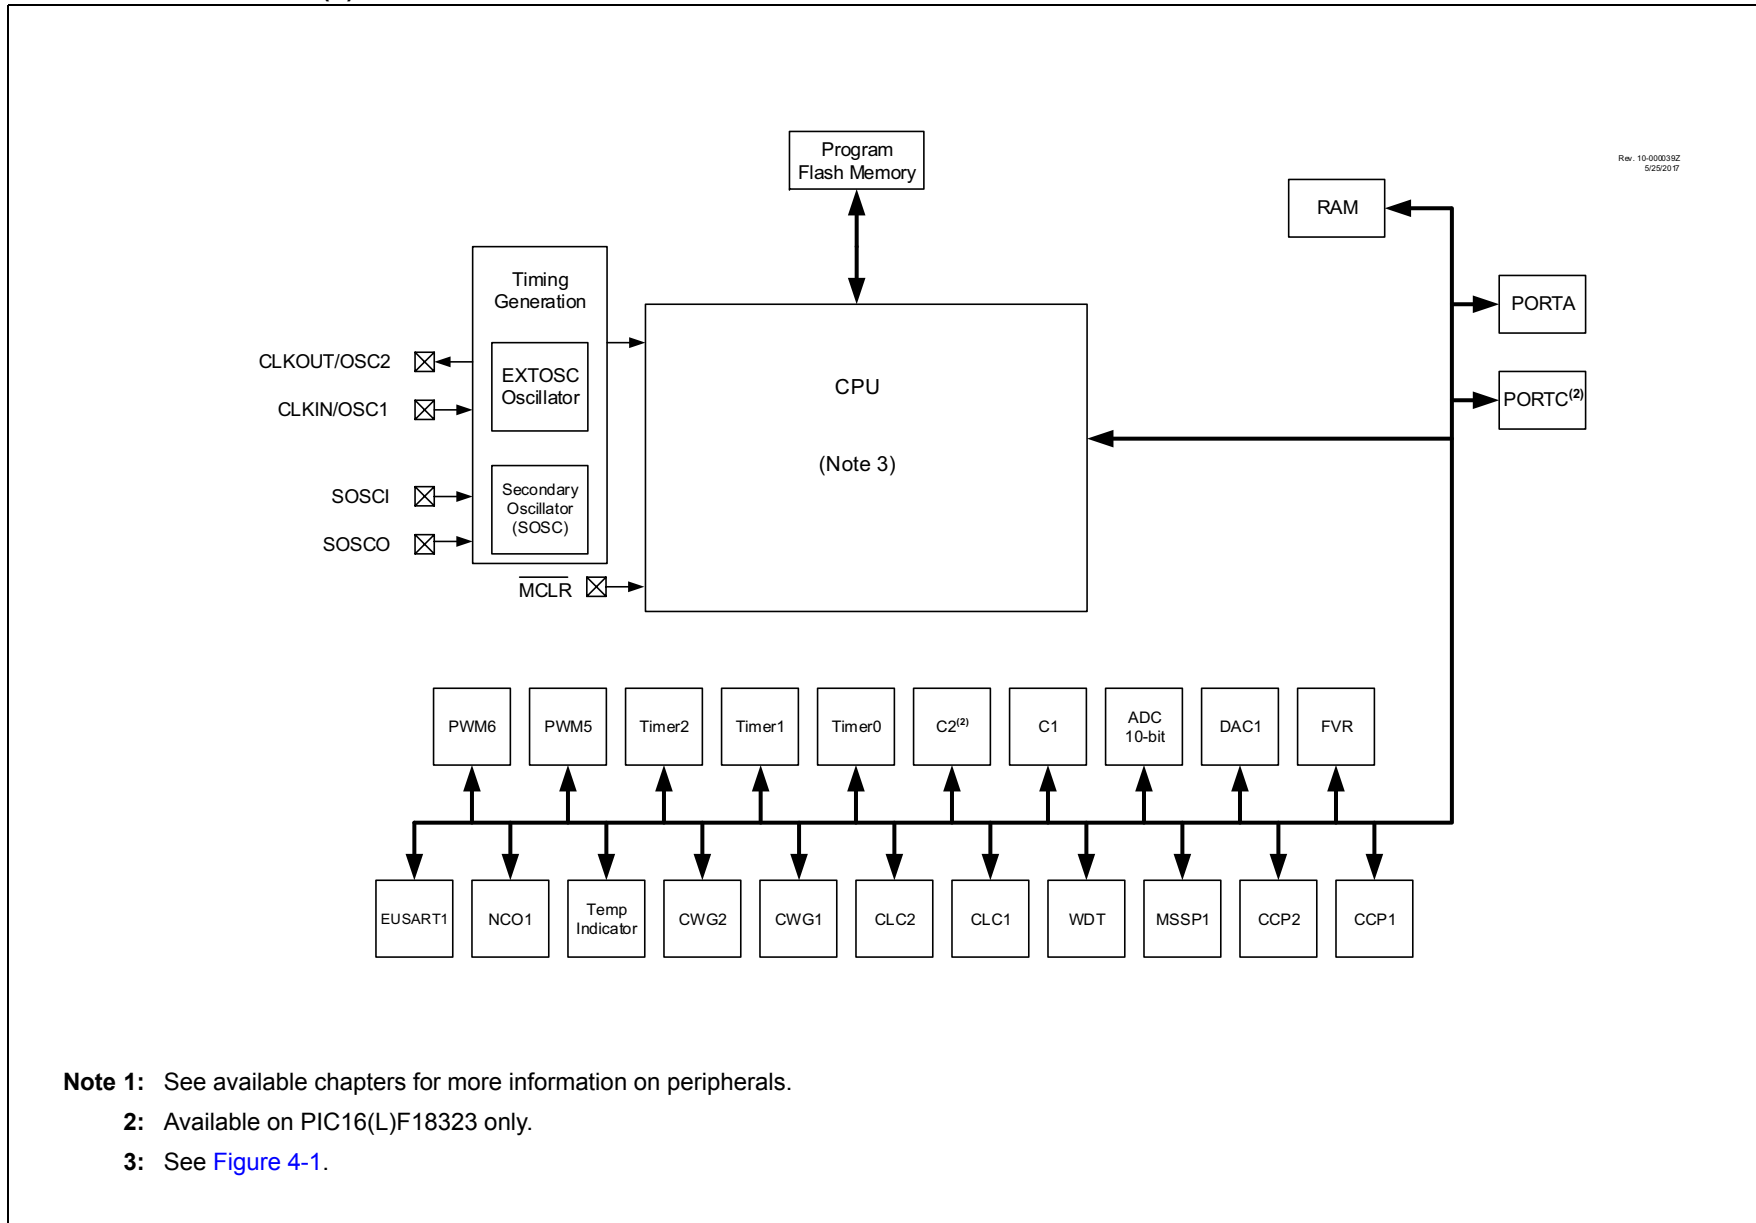 Program
Flash Memory
Rev. 10-000039Z
5/25/2017
RAM
Timing
Generation
PORTA
CLKOUT/OSC2
EXTOSC
Oscillator
CPU
PORTC(2)
CLKIN/OSC1
(Note 3)
SOSCI
Secondary
Oscillator
(SOSC)
SOSCO
MCLR
PWM6
PWM5
Timer2
Timer1
Timer0
C2(2)
C1
ADC
10-bit
DAC1
FVR
EUSART1
NCO1
Temp
Indicator
CWG2
CWG1
CLC2
CLC1
WDT
MSSP1
CCP2
CCP1
Note 1: See available chapters for more information on peripherals.
2: Available on PIC16(L)F18323 only.
3: See Figure 4-1.